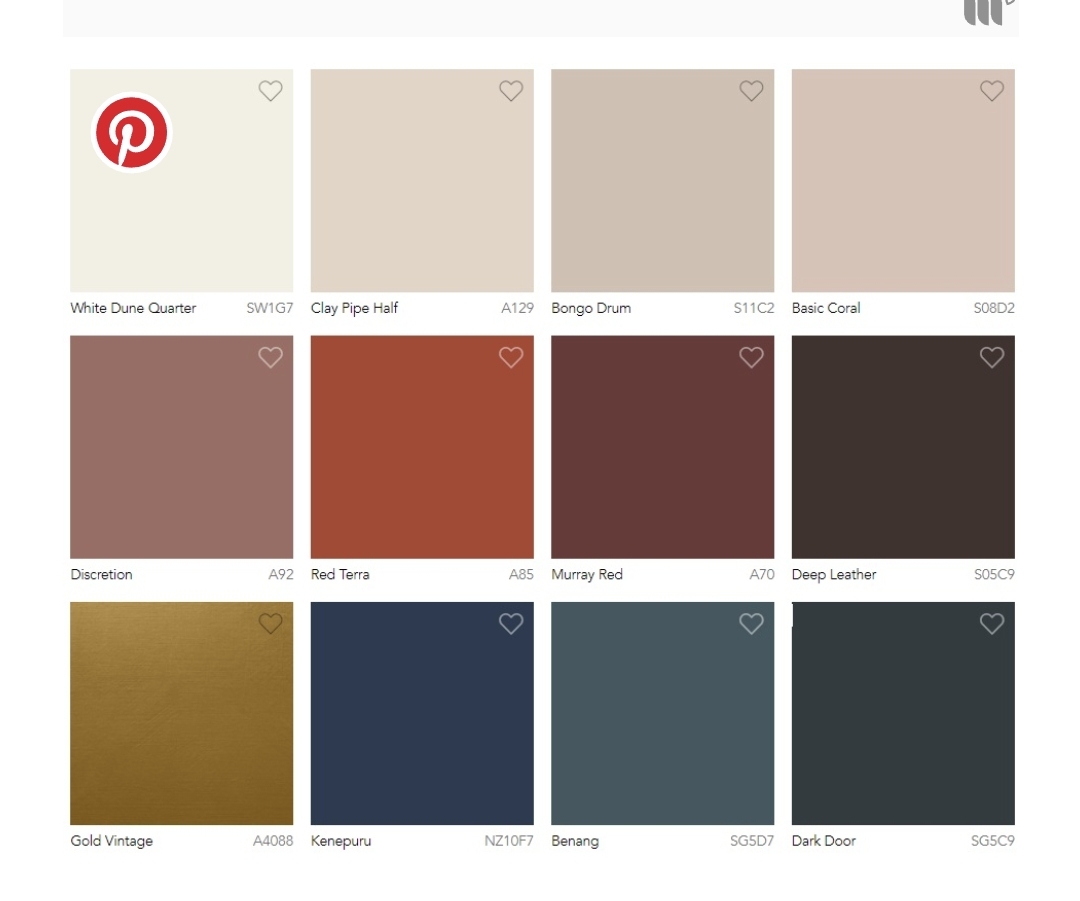 White Dune Quarter SW1G7 Clay Pipe Half A129 Bongo Drum S11C2 Basic Coral S08D2
Discretion A92 Red Terra A85 Murray Red A70 Deep Leather S05C9
Gold Vintage A4088 Kenepuru NZ10F7 Benang SG5D7 Dark Door SG5C9